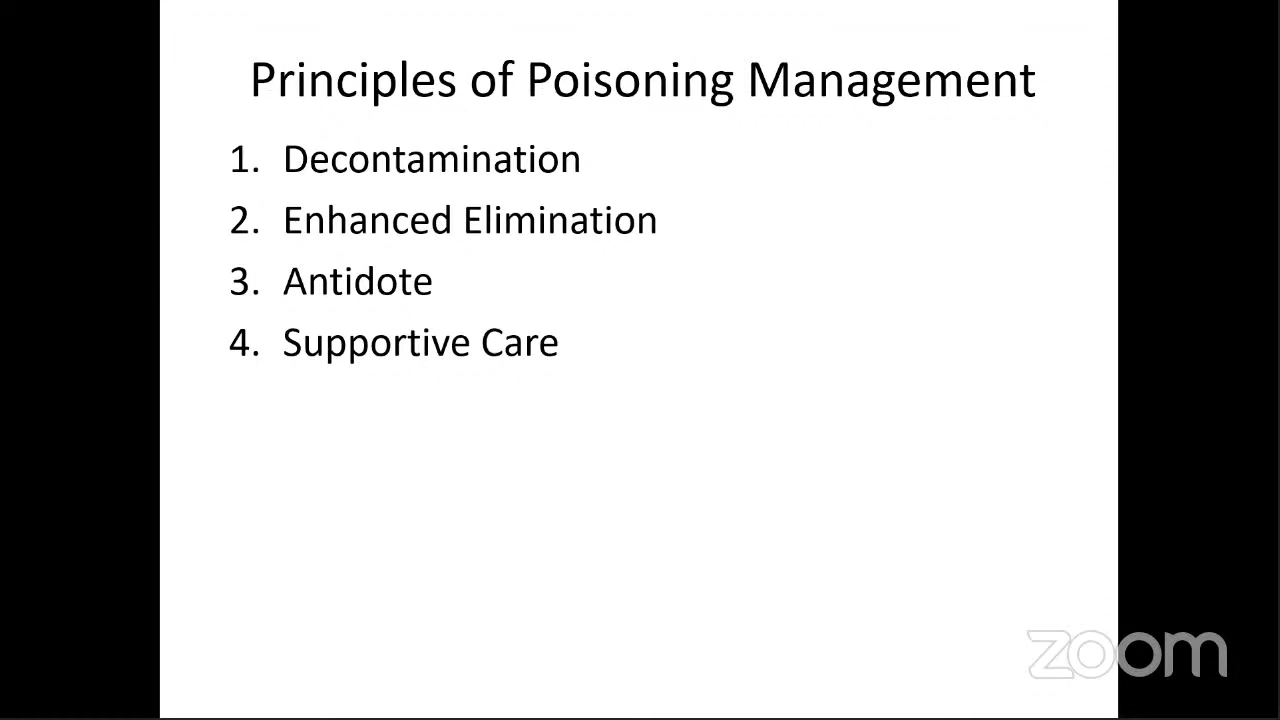 Principles of Poisoning Management
1. Decontamination
2. Enhanced Elimination
3. Antidote
4. Supportive Care
zoom